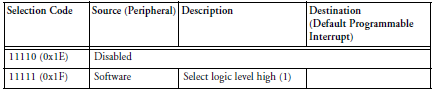 Selection Code Source (Peripheral) Description Destination
(Default Programmable
Interrupt)
11110 (0x1E) Disabled
11111 (0x1F) Software Select logic level high (1)